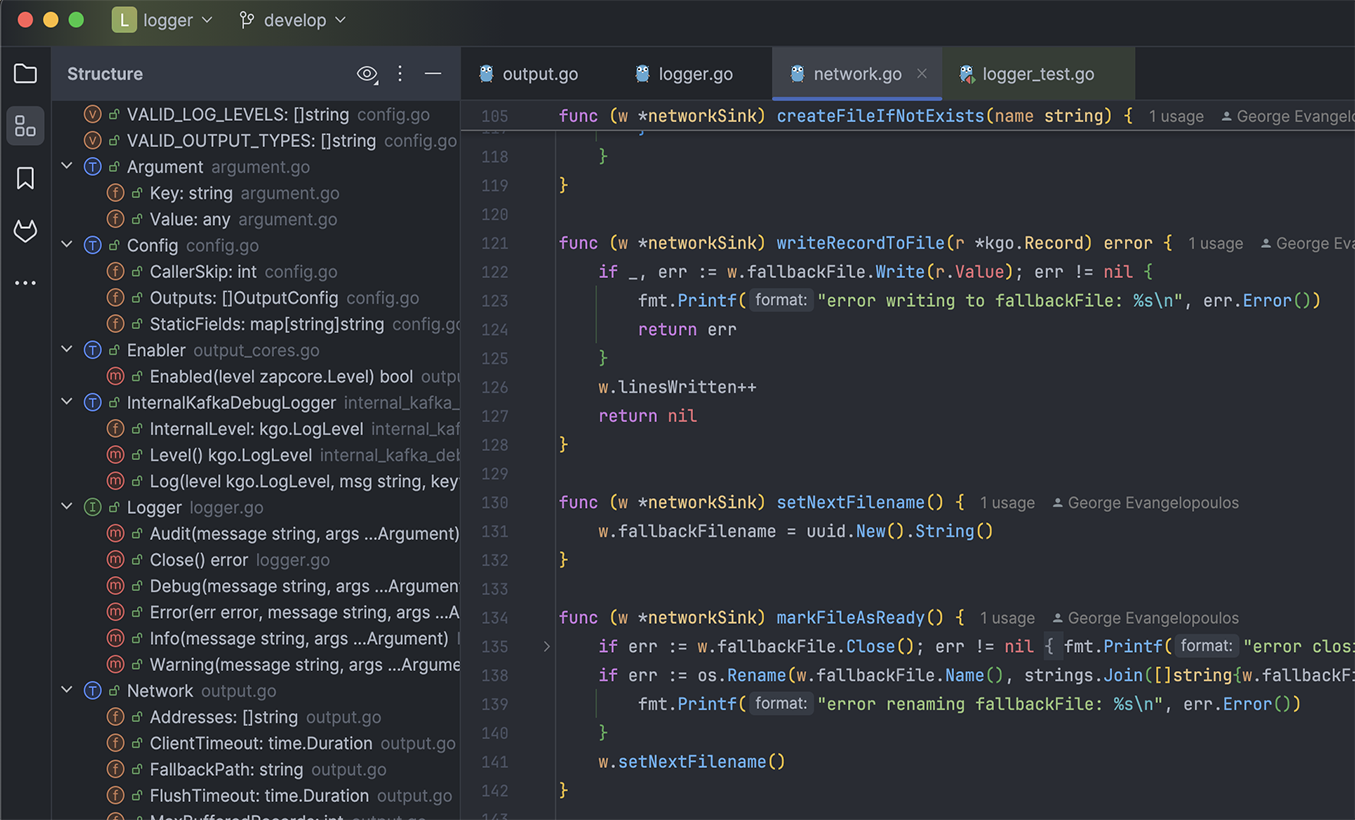 L logger develop
Structure
VALID_LOG_LEVELS: []string config.go
VALID_OUTPUT_TYPES: []string config.go
Argument argument.go
Key: string argument.go
Value: any argument.go
Config config.go
CallerSkip: int config.go
Outputs: []OutputConfig config.go
StaticFields: map[string]string config.go
Enabler output_cores.go
Enabled(level zapcore.Level) bool outpu
InternalKafkaDebugLogger internal_kafka_
InternalLevel: kgo.LogLevel internal_kaf
Level() kgo.LogLevel internal_kafka_deb
Log(level kgo.LogLevel, msg string, key
Logger logger.go
Audit(message string, args ...Argument)
Close() error logger.go
Debug(message string, args ...Argument
Error(err error, message string, args ...A
Info(message string, args ...Argument) l
Warning(message string, args ...Argume
Network output.go
Addresses: []string output.go
ClientTimeout: time.Duration output.go
FallbackPath: string output.go
FlushTimeout: time.Duration output.go
MaxBufferedRecords: int output.go
output.go logger.go network.go logger_test.go
105 func (w *networkSink) createFileIfNotExists(name string) { 1 usage George Evangelo
117 }
118 }
119 }
120
121 func (w *networkSink) writeRecordToFile(r *kgo.Record) error { 1 usage George Eva
122 if _, err := w.fallbackFile.Write(r.Value); err != nil {
123 fmt.Printf( format: "error writing to fallbackFile: %s\n", err.Error())
124 return err
125 }
126 w.linesWritten++
127 return nil
128 }
129
130 func (w *networkSink) setNextFilename() { 1 usage George Evangelopoulos
131 w.fallbackFilename = uuid.New().String()
132 }
133
134 func (w *networkSink) markFileAsReady() { 1 usage George Evangelopoulos
135 if err := w.fallbackFile.Close(); err != nil { fmt.Printf( format: "error closi
138 if err := os.Rename(w.fallbackFile.Name(), strings.Join([]string{w.fallbackFi
139 fmt.Printf( format: "error renaming fallbackFile: %s\n", err.Error())
140 }
141 w.setNextFilename()
142 }
143